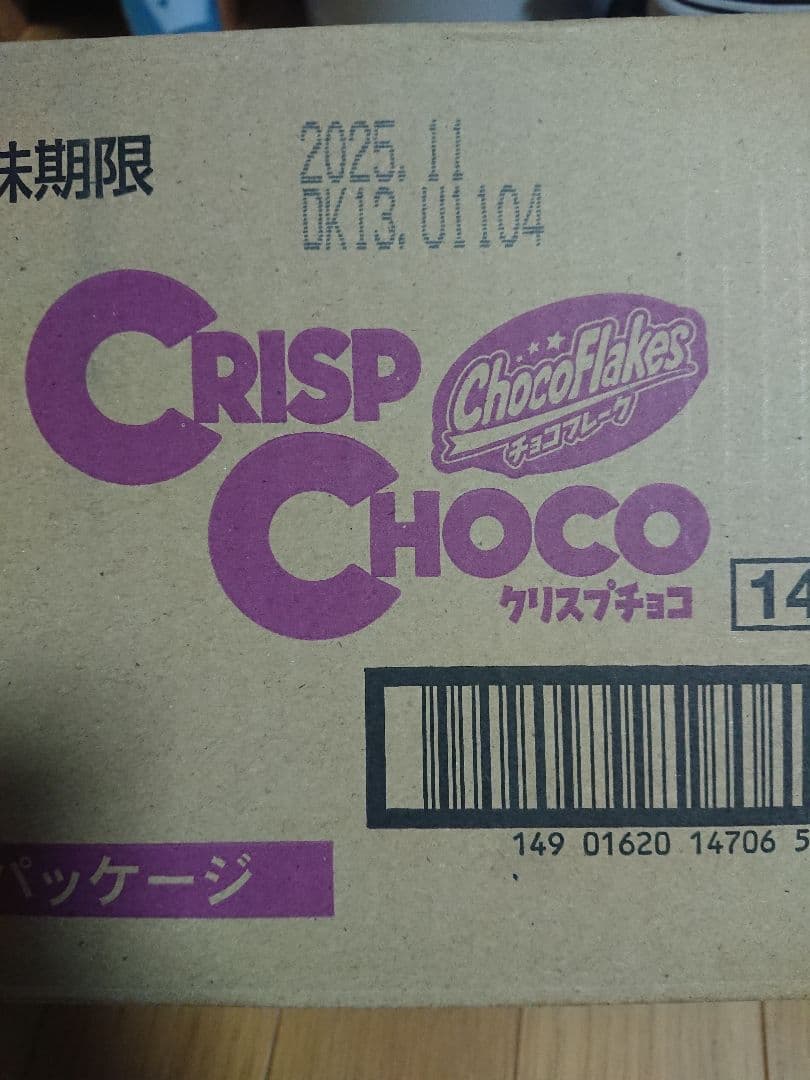 味期限
2025.11
DK13.U1104
CRISP
ChocoFlakes
チョコフレーク
CHOCO
クリスプチョコ
14
149 01620 14706 5
パッケージ